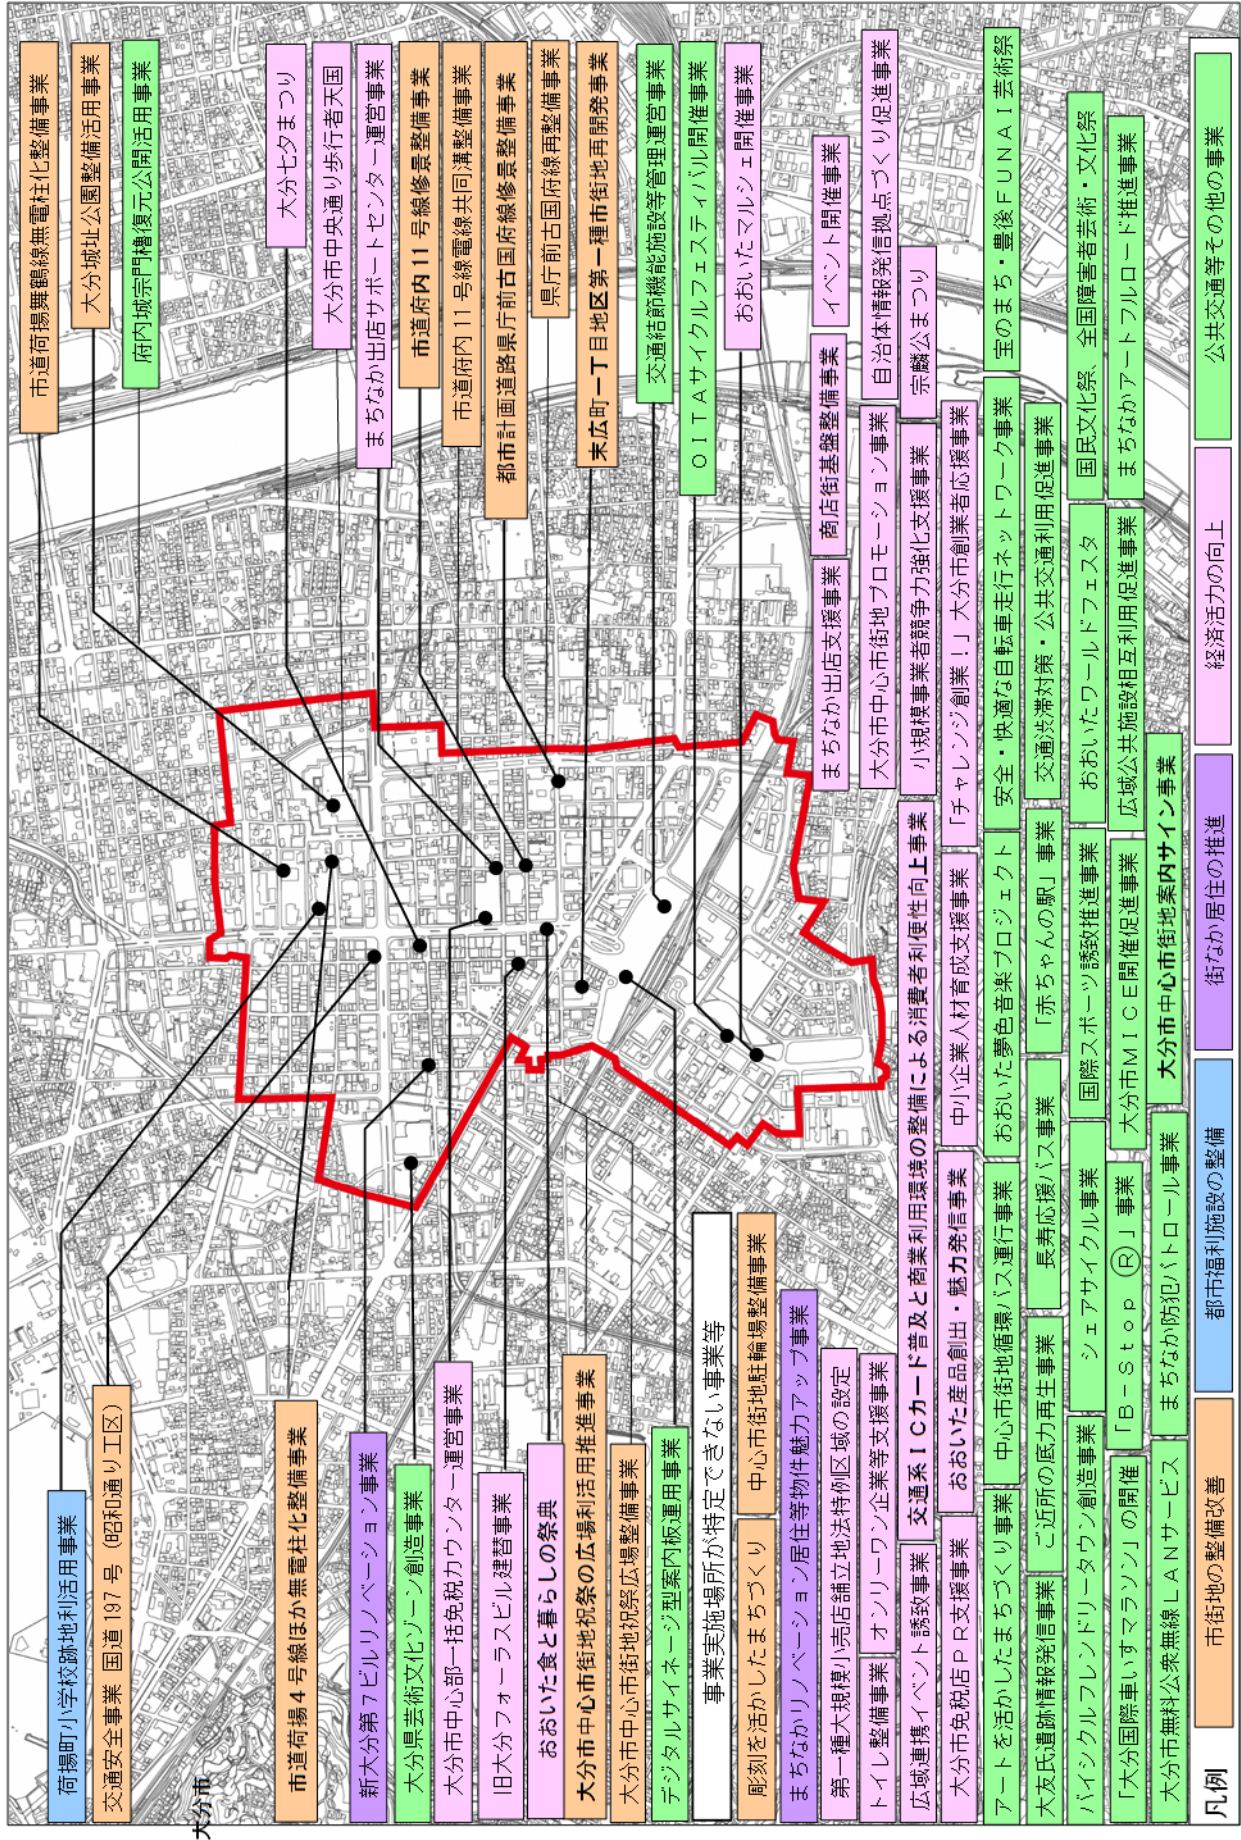 市道荷揚舞鶴線無電柱化整備事業
大分城址公園整備活用事業
府内城宗門櫓復元公開活用事業
大分七夕まつり
大分市中央通り歩行者天国
まちなか出店サポートセンター運営事業
市道府内11号線修景整備事業
市道府内11号線電線共同溝整備事業
都市計画道路県庁前古国府線修景整備事業
県庁前古国府線再整備事業
末広町一丁目地区第一種市街地再開発事業
交通結節機能施設等管理運営事業
OITAサイクルフェスティバル開催事業
おおいたマルシェ開催事業
荷揚町小学校跡地利活用事業
交通安全事業 国道197号(昭和通り工区)
大分市
市道荷揚4号線ほか無電柱化整備事業
新大分第7ビルリノベーション事業
大分県芸術文化ゾーン創造事業
大分市中心部一括免税カウンター運営事業
旧大分フォーラスビル建替事業
おおいた食と暮らしの祭典
大分市中心市街地祝祭の広場利活用推進事業
大分市中心市街地祝祭広場整備事業
デジタルサイネージ型案内板運用事業
事業実施場所が特定できない事業等
彫刻を活かしたまちづくり
中心市街地駐輪場整備事業
まちなかリノベーション居住等物件魅力アップ事業
第一種大規模小売店舗立地法特例区域の設定
まちなか出店支援事業
商店街基盤整備事業
イベント開催事業
トイレ整備事業
オンリーワン企業等支援事業
大分市中心市街地プロモーション事業
自治体情報発信拠点づくり促進事業
広域連携イベント誘致事業
交通系ICカード普及と商業利用環境の整備による消費者利便性向上事業
小規模事業者競争力強化支援事業
宗麟公まつり
大分市免税店PR支援事業
おおいた産品創出・魅力発信事業
中小企業人材育成支援事業
「チャレンジ創業!」大分市創業者応援事業
アートを活かしたまちづくり事業
中心市街地循環バス運行事業
おおいた夢色音楽プロジェクト
安全・快適な自転車走行ネットワーク事業
宝のまち・豊後FUNAI芸術祭
大友氏遺跡情報発信事業
ご近所の底力再生事業
長寿応援バス事業
「赤ちゃんの駅」事業
交通渋滞対策・公共交通利用促進事業
バイシクルフレンドリータウン創造事業
シェアサイクル事業
国際スポーツ誘致推進事業
おおいたワールドフェスタ
国民文化祭、全国障害者芸術・文化祭
「大分国際車いすマラソン」の開催
「B-Stop®」事業
大分市MICE開催促進事業
広域公共施設相互利用促進事業
まちなかアートフルロード推進事業
大分市無料公衆無線LANサービス
まちなか防犯パトロール事業
大分市中心市街地案内サイン事業
凡例
市街地の整備改善
都市福利施設の整備
街なか居住の推進
経済活力の向上
公共交通等その他の事業